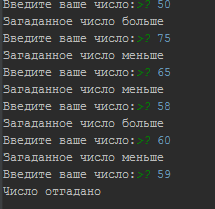 Введите ваше число:>? 50
Загаданное число больше
Введите ваше число:>? 75
Загаданное число меньше
Введите ваше число:>? 65
Загаданное число меньше
Введите ваше число:>? 58
Загаданное число больше
Введите ваше число:>? 60
Загаданное число меньше
Введите ваше число:>? 59
Число отгадано